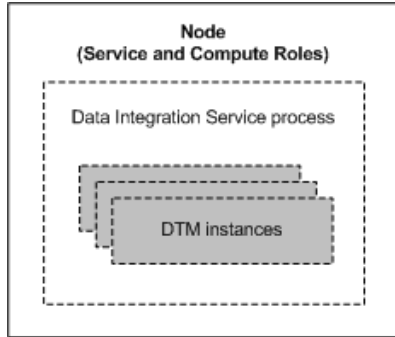 Node
(Service and Compute Roles)
Data Integration Service process
DTM instances